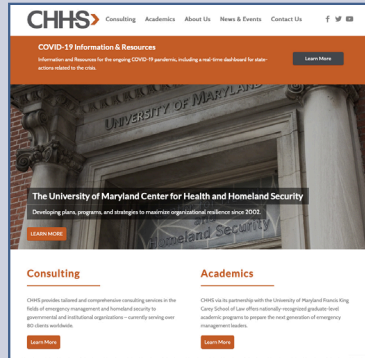 CHHS
Consulting Academics About Us News & Events Contact Us
COVID-19 Information & Resources
Information and Resources for the ongoing COVID-19 pandemic, including a real-time dashboard for state-
actions related to the crisis.
Learn More
UNIVERSITY OF MARYLAND
The University of Maryland Center for Health and Homeland Security
Developing plans, programs, and strategies to maximize organizational resilience since 2002.
Homeland Security
LEARN MORE
Consulting
CHHS provides tailored and comprehensive consulting services in the
fields of emergency management and homeland security to
governmental and institutional organizations – currently serving over
80 clients worldwide.
Learn More
Academics
CHHS via its partnership with the University of Maryland Francis King
Carey School of Law offers nationally-recognized graduate-level
academic programs to prepare the next generation of emergency
management leaders.
Learn More